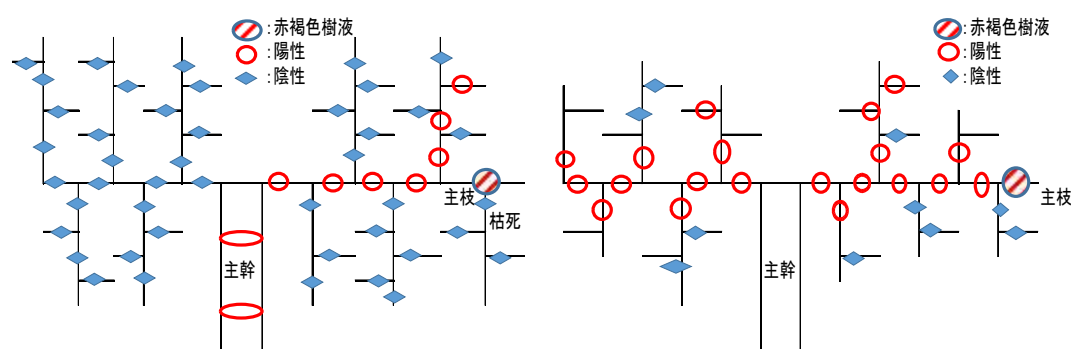 :赤褐色樹液
:陽性
:陰性
主枝
枯死
主幹
:赤褐色樹液
:陽性
:陰性
主枝
主幹